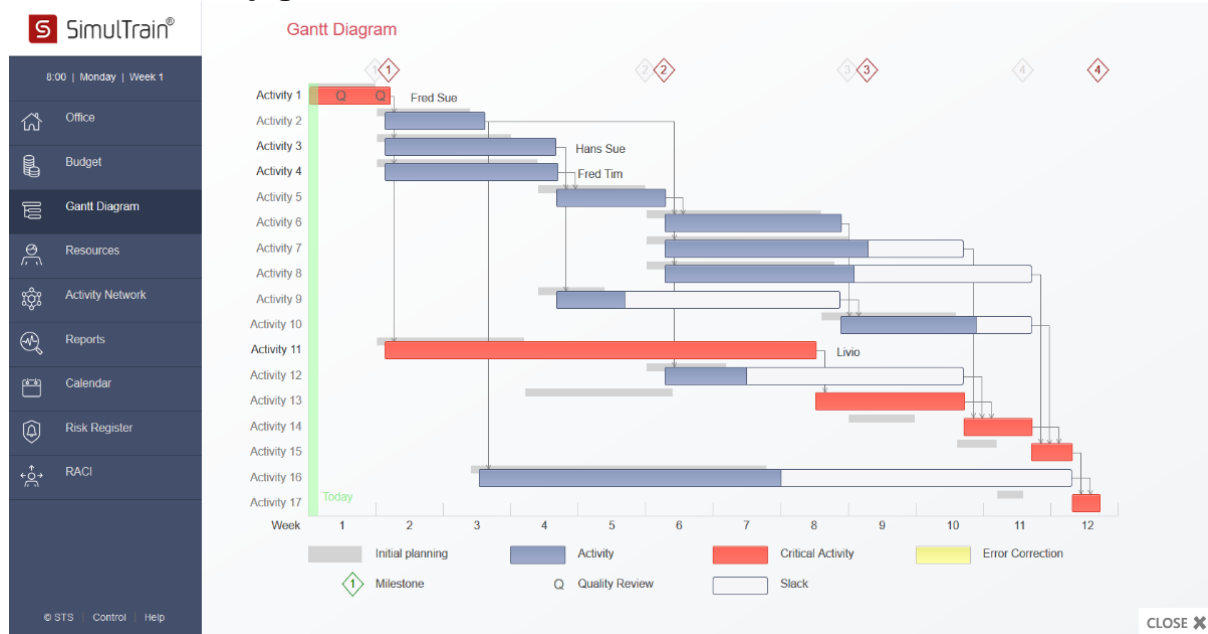 S SimulTrain®
8:00 | Monday | Week 1
Office
Budget
Gantt Diagram
Resources
Activity Network
Reports
Calendar
Risk Register
RACI
© STS | Control | Help
Gantt Diagram
1 1 2 2 3 3 4 4
Activity 1 Q Q Fred Sue
Activity 2
Activity 3 Hans Sue
Activity 4 Fred Tim
Activity 5
Activity 6
Activity 7
Activity 8
Activity 9
Activity 10
Activity 11 Livio
Activity 12
Activity 13
Activity 14
Activity 15
Activity 16
Activity 17 Today
Week 1 2 3 4 5 6 7 8 9 10 11 12
Initial planning Activity Critical Activity Error Correction
1 Milestone Q Quality Review Slack
CLOSE ✖